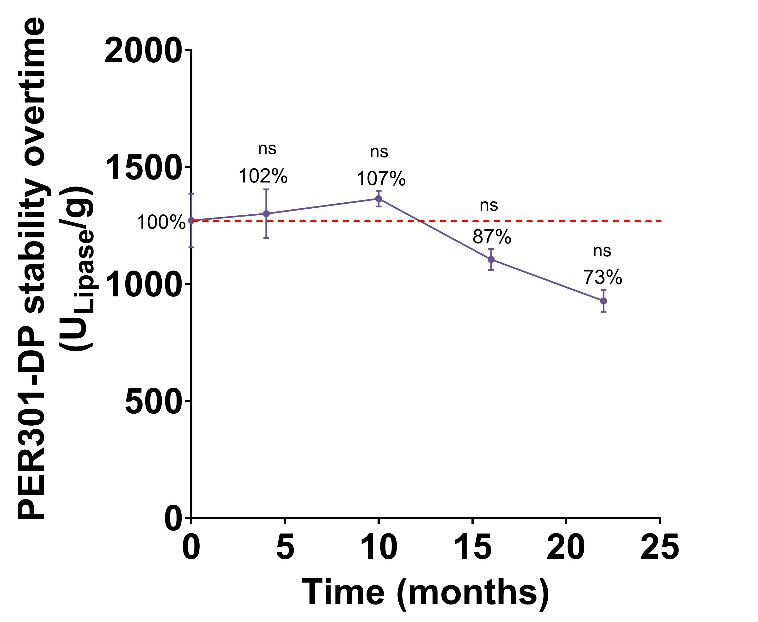 PER301-DP stability overtime
(ULipase/g)
2000
1500
1000
500
0
ns
102%
ns
107%
100%
ns
87%
ns
73%
0 5 10 15 20 25
Time (months)